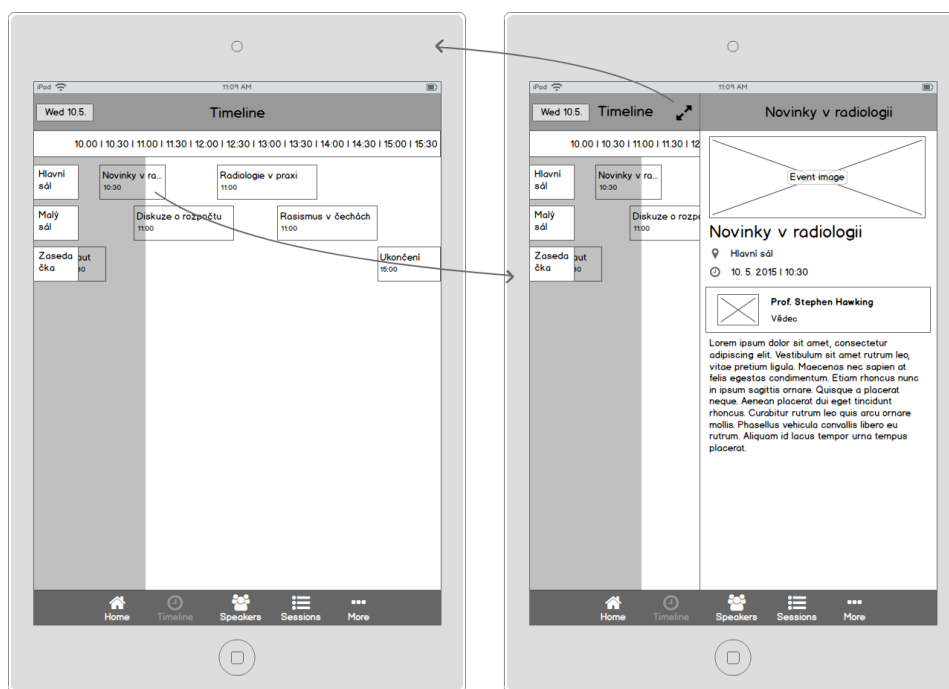 iPod
11:09 AM
Wed 10.5.
Timeline
10.00 | 10.30 | 11:00 | 11.30 | 12:00 | 12:30 | 13:00 | 13:30 | 14:00 | 14:30 | 15:00 | 15:30
Hlavní
sál
Novinky v ra...
10:30
Radiologie v praxi
11:00
Malý
sál
Diskuze o rozpočtu
11:00
Rasismus v čechách
11:00
Zaseda
čka
aut
30
Ukončení
15:00
Home
Timeline
Speakers
Sessions
More
iPod
11:09 AM
Wed 10.5.
Timeline
Novinky v radiologii
10.00 | 10.30 | 11:00 | 11.30 | 12
Hlavní
sál
Novinky v ra...
10:30
Malý
sál
Diskuze o rozpo
11:00
Zaseda
čka
aut
30
Event image
Novinky v radiologii
Hlavní sál
10. 5. 2015 | 10:30
Prof. Stephen Hawking
Vědec
Lorem ipsum dolor sit amet, consectetur
adipiscing elit. Vestibulum sit amet rutrum leo,
vitae pretium ligula. Maecenas nec sapien at
felis egestas condimentum. Etiam rhoncus nunc
in ipsum sagittis ornare. Quisque a placerat
neque. Aenean placerat dui eget tincidunt
rhoncus. Curabitur rutrum leo quis arcu ornare
mollis. Phasellus vehicula convallis libero eu
rutrum. Aliquam id lacus tempor urna tempus
placerat.
Home
Timeline
Speakers
Sessions
More